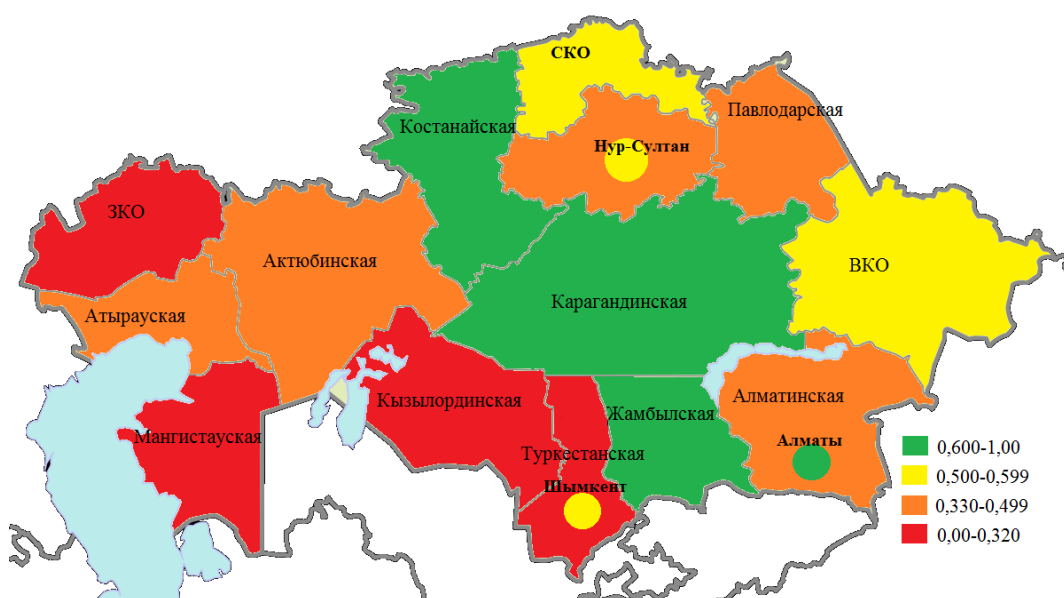 СКО
Павлодарская
Костанайская
Нур-Султан
ЗКО
Актюбинская
ВКО
Карагандинская
Атырауская
Алматинская
Кызылординская
Жамбылская
Мангистауская
Алматы
Туркестанская
Шымкент
0,600-1,00
0,500-0,599
0,330-0,499
0,00-0,320